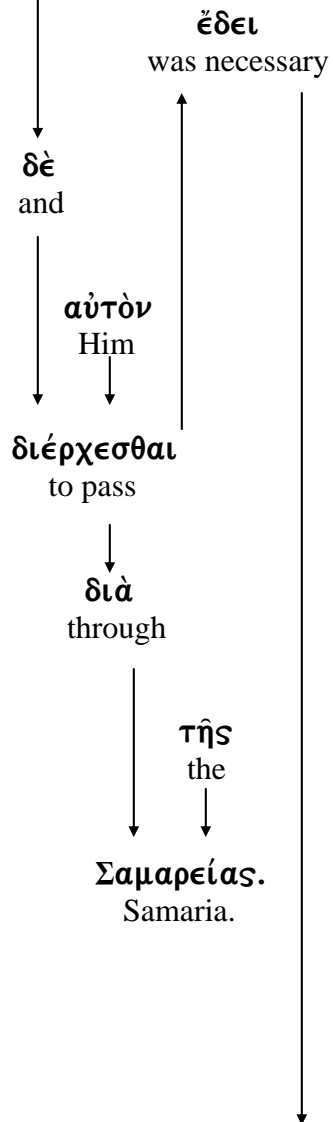 ἔδει
was necessary
δὲ
and
αὐτὸν
Him
διέρχεσθαι
to pass
διὰ
through
τῆς
the
Σαμαρείας.
Samaria.